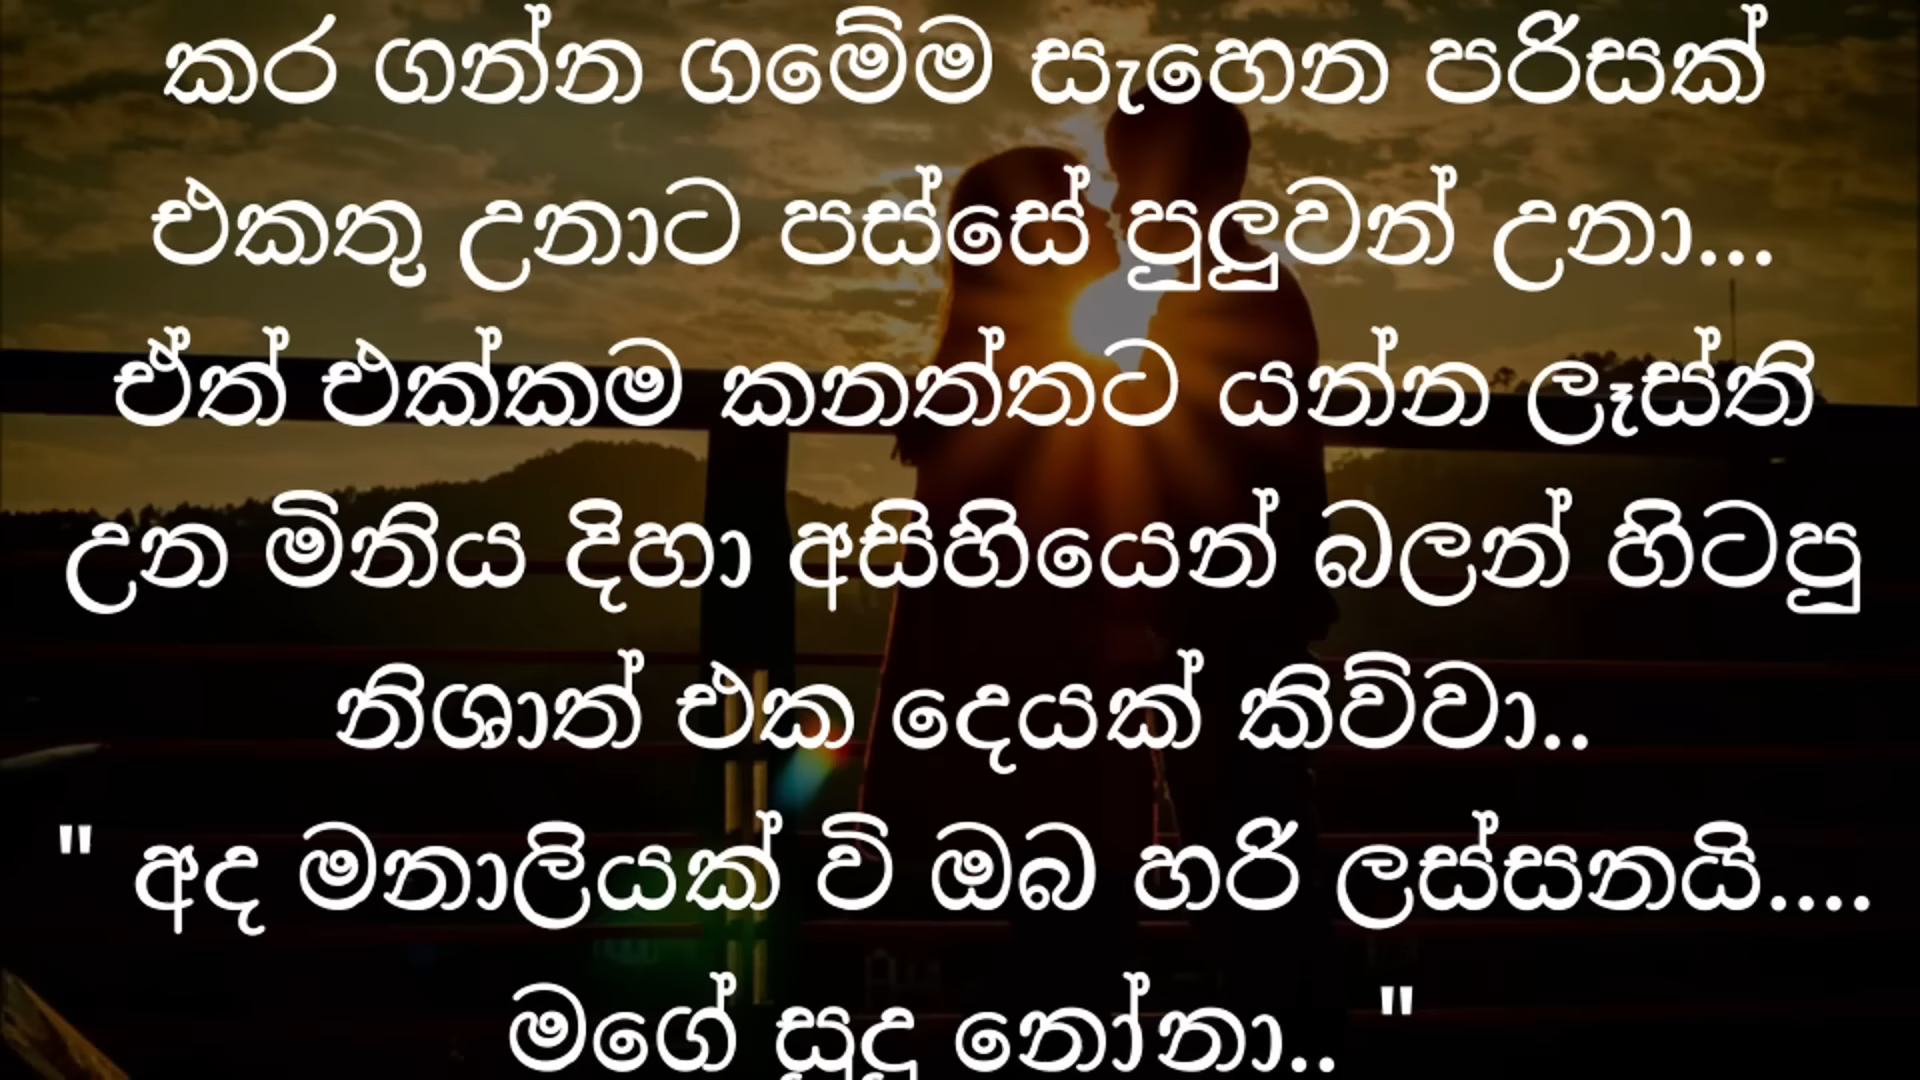 කර ගන්න ගමේම සැහෙන පරිසක්
එකතු උනාට පස්සේ පුලුවන් උනා...
ඒත් එක්කම කනත්තට යන්න ලෑස්ති
උන මිනිය දිහා අසිහියෙන් බලන් හිටපු
නිශාත් එක දෙයක් කිව්වා..
" අද මනාලියක් වි ඔබ හරි ලස්සනයි....
මගේ සුදු නෝනා.. "